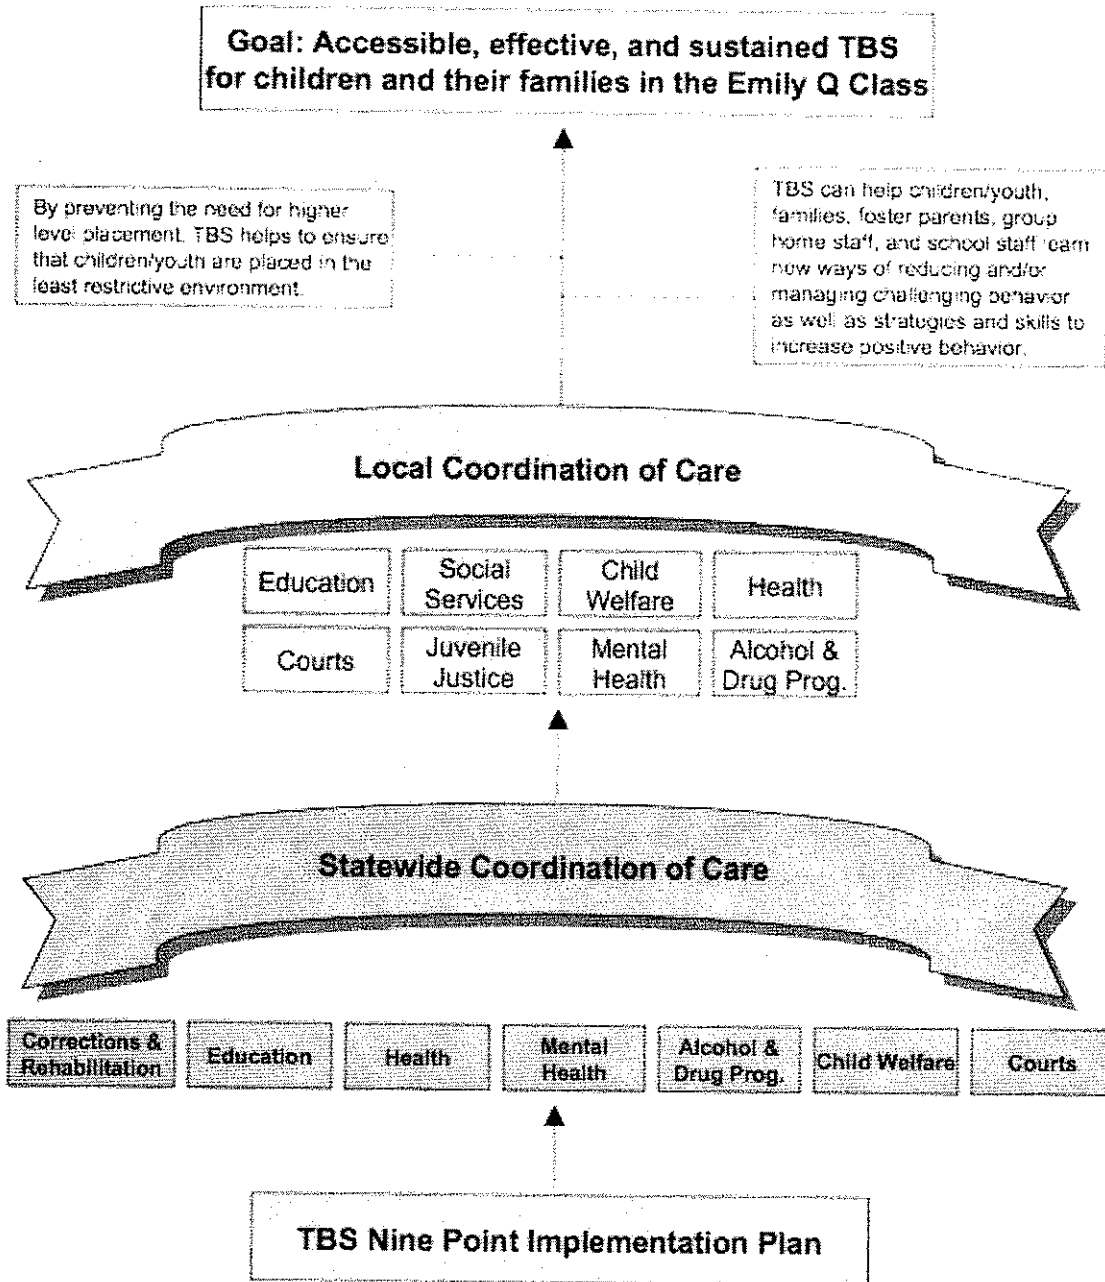 Goal: Accessible, effective, and sustained TBS
for children and their families in the Emily Q Class
By preventing the need for higher
level placement. TBS helps to ensure
that children/youth are placed in the
least restrictive environment.
TBS can help children/youth,
families, foster parents, group
home staff, and school staff learn
new ways of reducing and/or
managing challenging behavior
as well as strategies and skills to
increase positive behavior.
Local Coordination of Care
Education
Social
Services
Child
Welfare
Health
Courts
Juvenile
Justice
Mental
Health
Alcohol &
Drug Prog.
Statewide Coordination of Care
Corrections &
Rehabilitation
Education
Health
Mental
Health
Alcohol &
Drug Prog.
Child Welfare
Courts
TBS Nine Point Implementation Plan